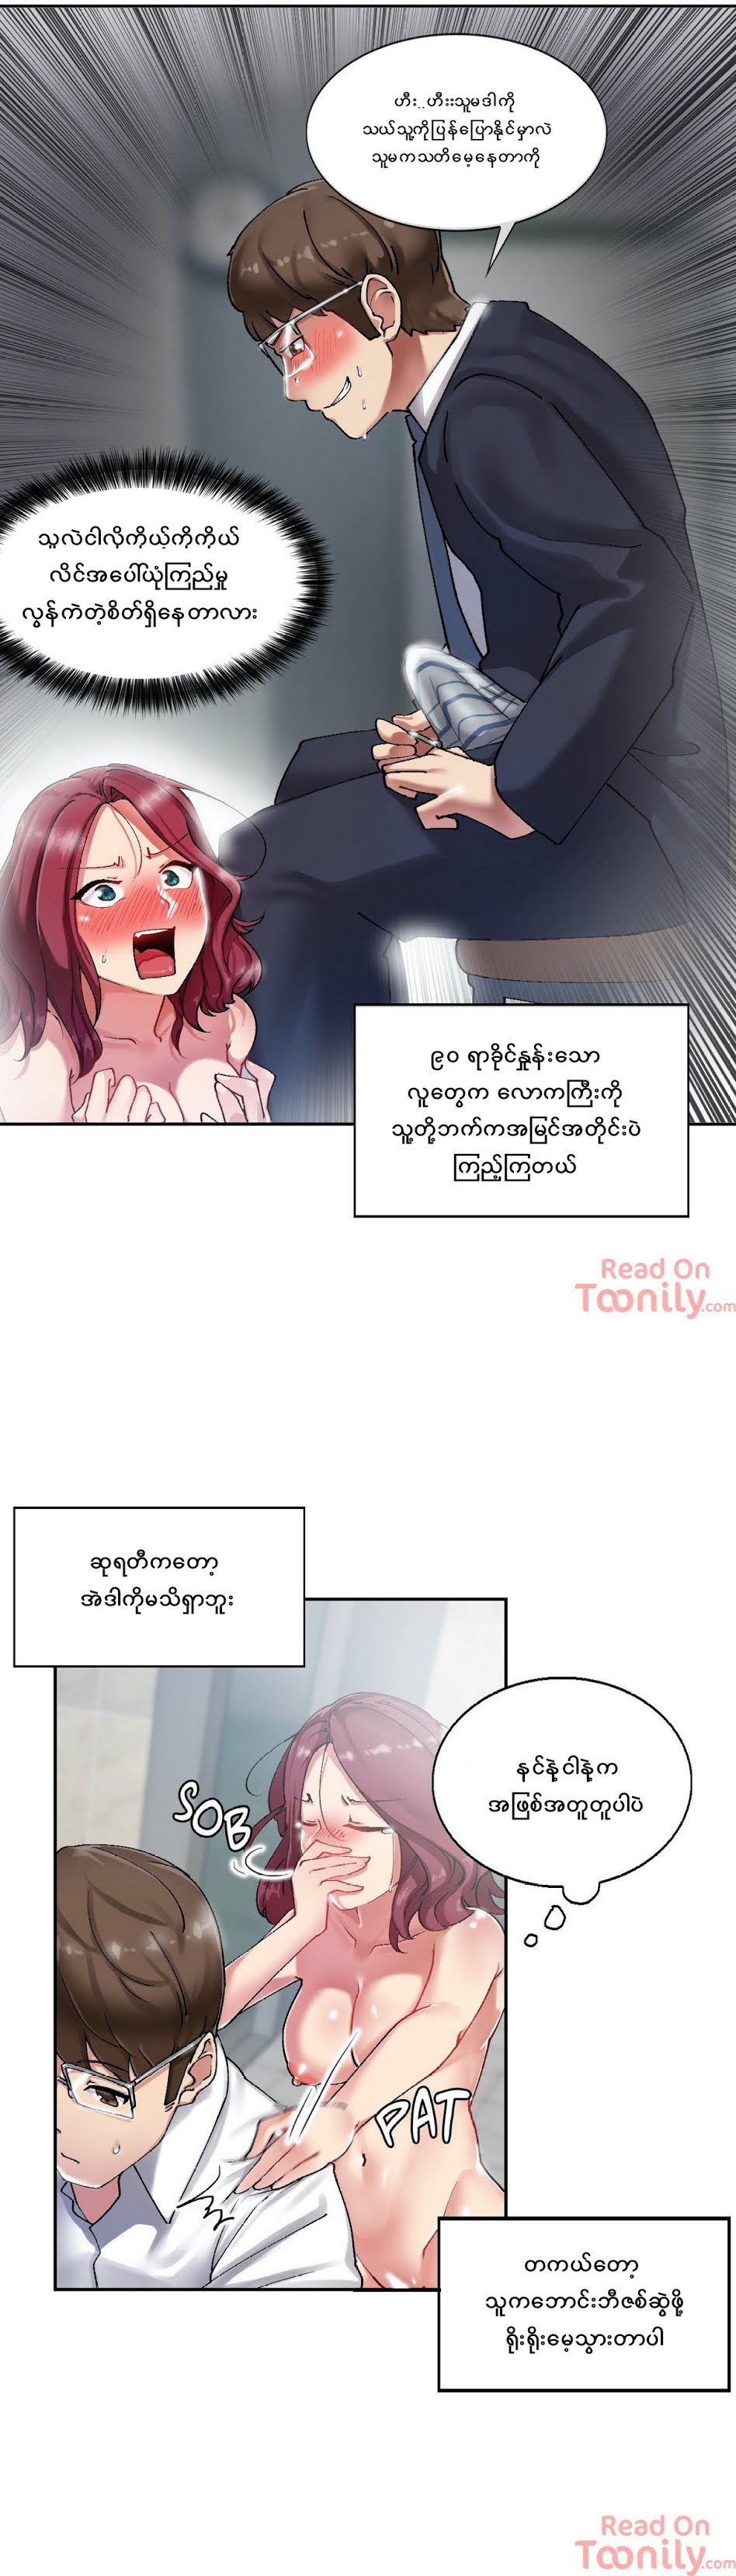 ဟီး..ဟီးးသူမဒါကို
သယ်သူ့ကိုပြန်ပြောနိုင်မှာလဲ
သူမကသတိမေ့နေတာကို
သူလဲငါလိုကိုယ့်ကိုကိုယ်
လိင်အပေါ်ယုံကြည်မှု
လွန်ကဲတဲ့စိတ်ရှိနေတာလား
၉၀ ရာခိုင်နှုန်းသော
လူတွေက လောကကြီးကို
သူ့တို့ဘက်ကအမြင်အတိုင်းပဲ
ကြည့်ကြတယ်
Read On
Toonily.com
ဆုရတီကတော့
အဲဒါကိုမသိရှာဘူး
နင်နဲ့ငါနဲ့က
အဖြစ်အတူတူပါပဲ
SOB
PAT
တကယ်တော့
သူကဘောင်းဘီဇစ်ဆွဲဖို့
ရိုးရိုးမေ့သွားတာပါ
Read On
Toonily.com